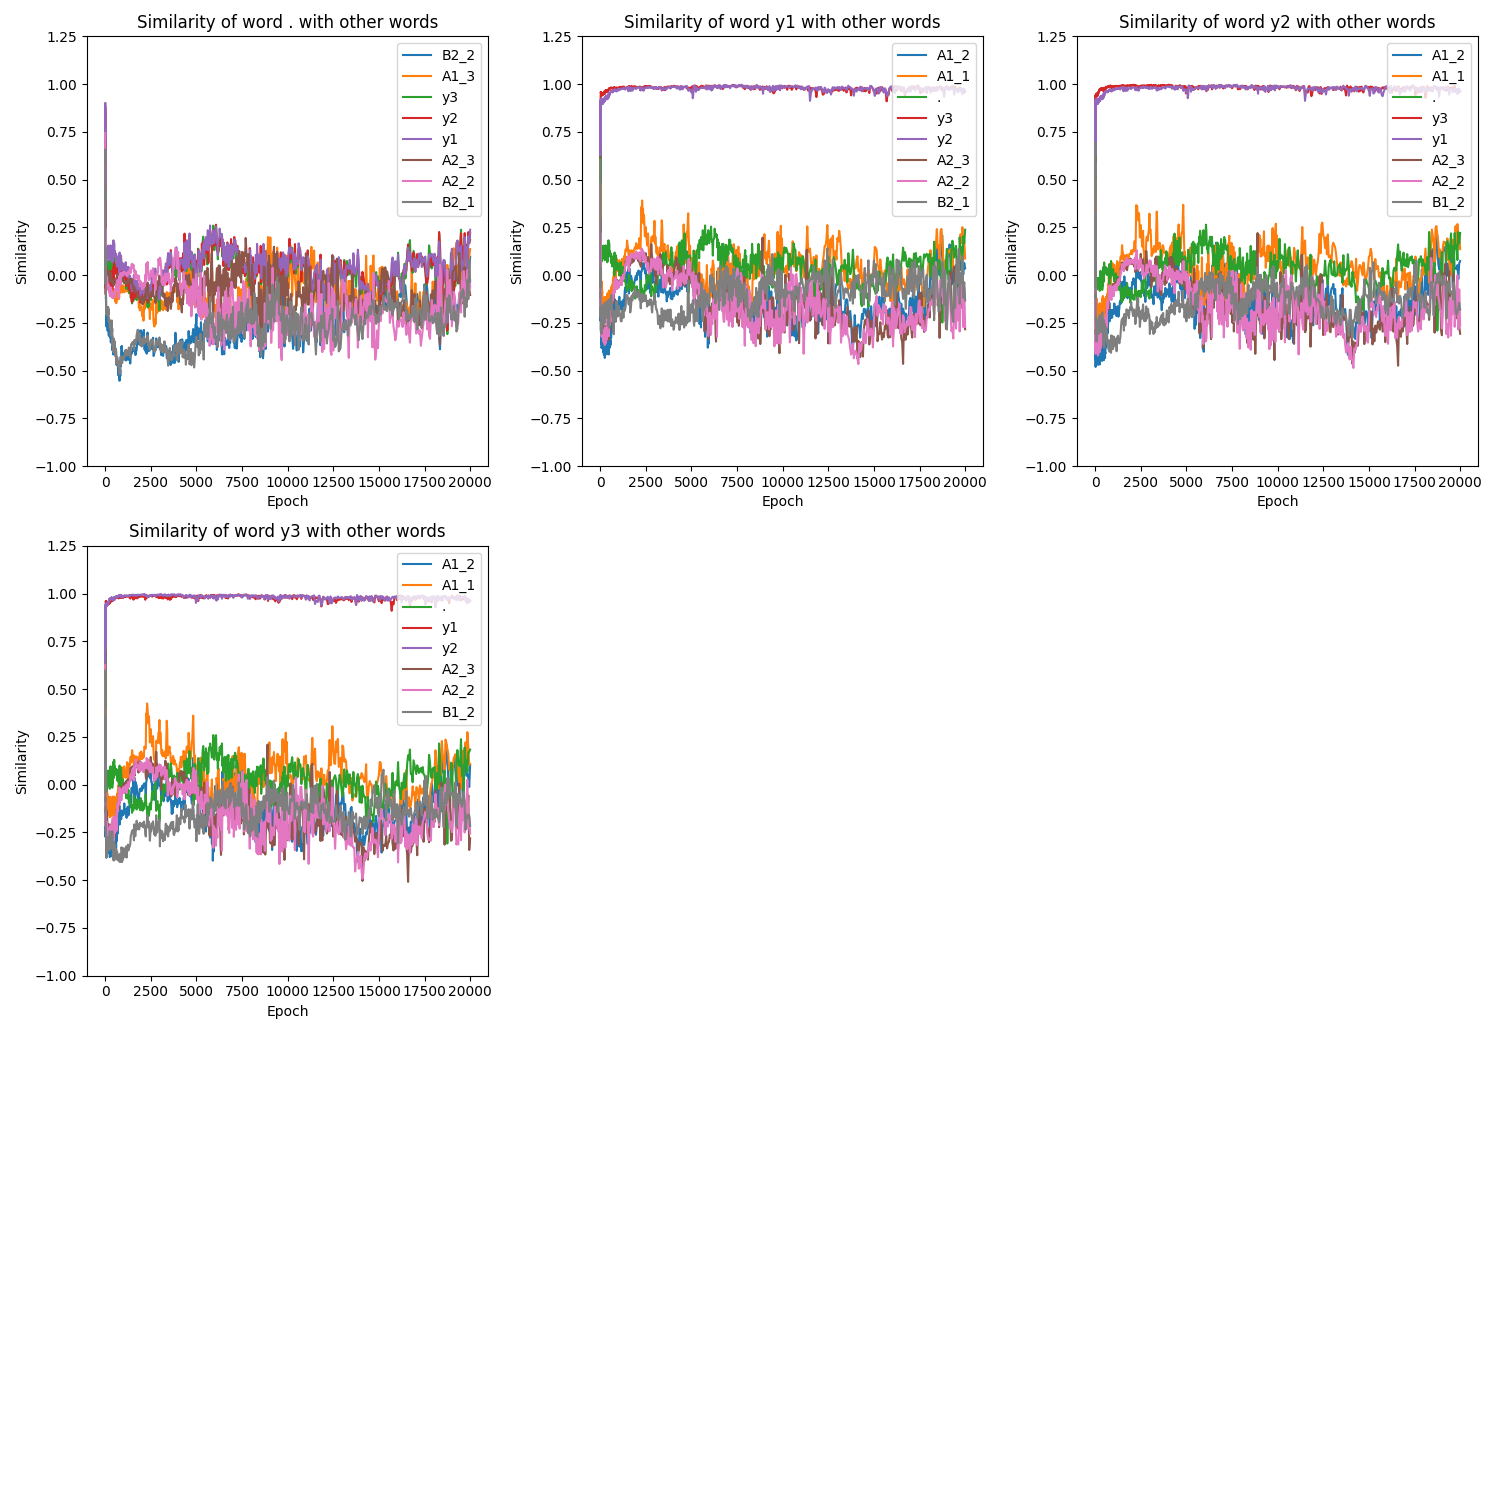 Similarity of word . with other words
Similarity
1.25
1.00
0.75
0.50
0.25
0.00
−0.25
−0.50
−0.75
−1.00
B2_2
A1_3
y3
y2
y1
A2_3
A2_2
B2_1
0 2500 5000 7500 10000 12500 15000 17500 20000
Epoch
Similarity of word y1 with other words
Similarity
1.25
1.00
0.75
0.50
0.25
0.00
−0.25
−0.50
−0.75
−1.00
A1_2
A1_1
.
y3
y2
A2_3
A2_2
B2_1
0 2500 5000 7500 10000 12500 15000 17500 20000
Epoch
Similarity of word y2 with other words
Similarity
1.25
1.00
0.75
0.50
0.25
0.00
−0.25
−0.50
−0.75
−1.00
A1_2
A1_1
.
y3
y1
A2_3
A2_2
B1_2
0 2500 5000 7500 10000 12500 15000 17500 20000
Epoch
Similarity of word y3 with other words
Similarity
1.25
1.00
0.75
0.50
0.25
0.00
−0.25
−0.50
−0.75
−1.00
A1_2
A1_1
.
y1
y2
A2_3
A2_2
B1_2
0 2500 5000 7500 10000 12500 15000 17500 20000
Epoch